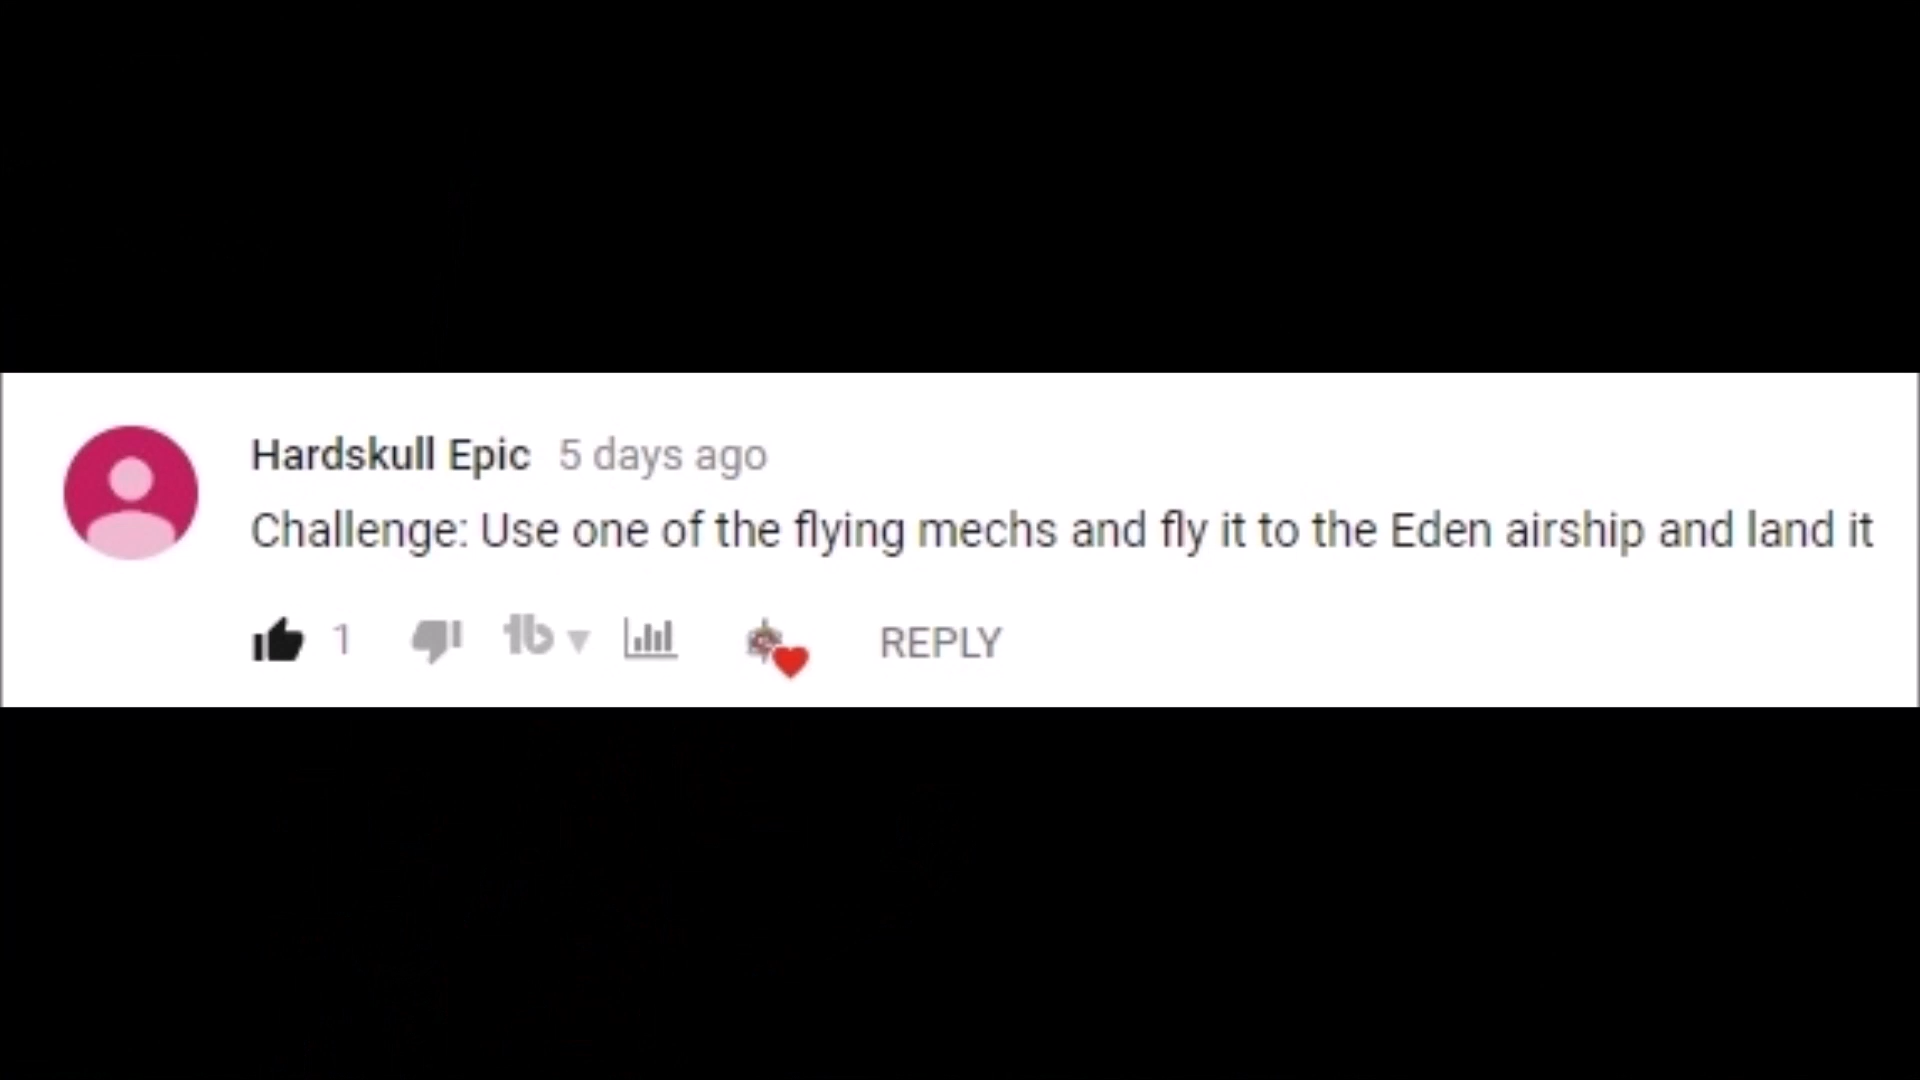 Hardskull Epic 5 days ago
Challenge: Use one of the flying mechs and fly it to the Eden airship and land it
1 tb REPLY